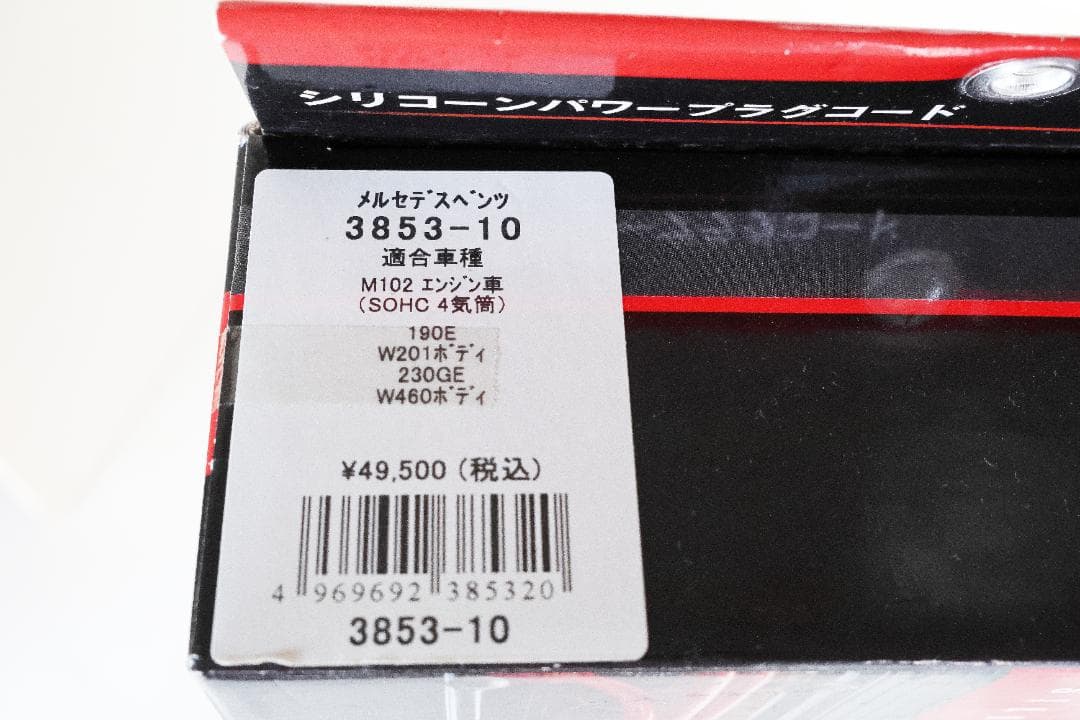 シリコーンパワープラグコード
ﾒﾙｾﾃﾞｽﾍﾞﾝﾂ
3853-10
適合車種
M102 ｴﾝｼﾞﾝ車
(SOHC 4気筒)
190E
W201ﾎﾞﾃﾞｨ
230GE
W460ﾎﾞﾃﾞｨ
¥49,500 (税込)
4 969692 385320
3853-10